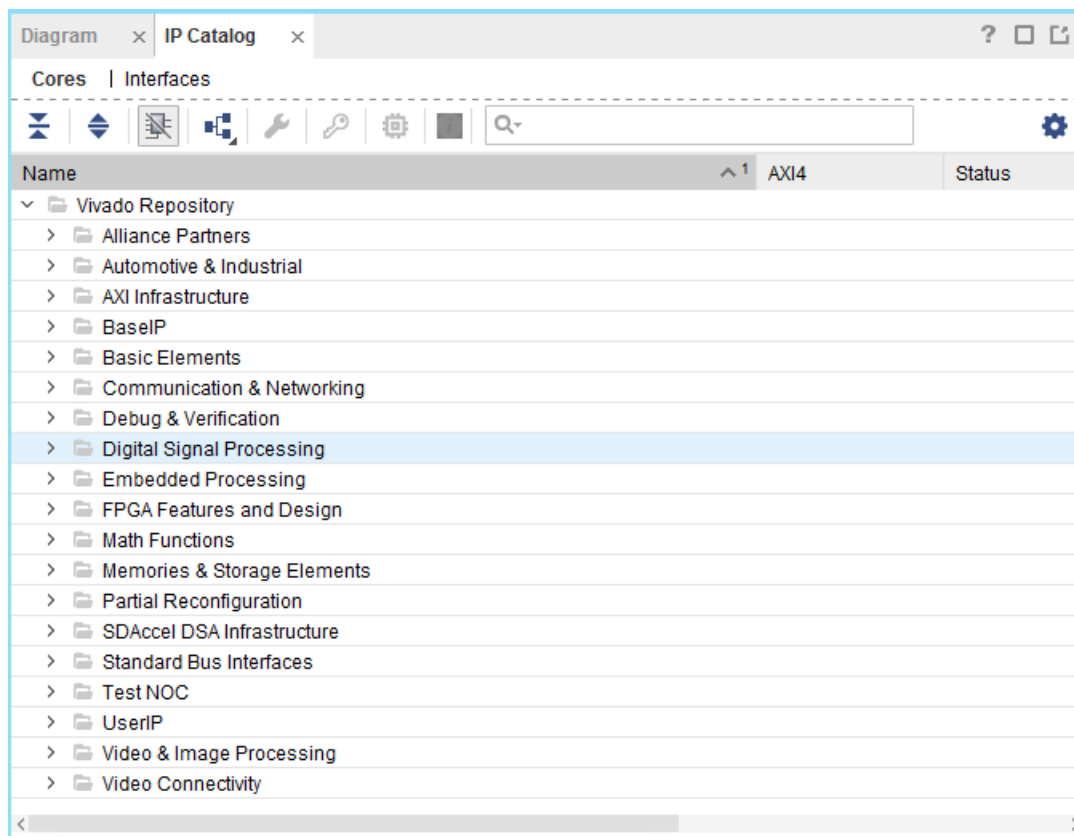 Diagram × IP Catalog × ?
Cores | Interfaces
Name 1 AXI4 Status
Vivado Repository
Alliance Partners
Automotive & Industrial
AXI Infrastructure
BaseIP
Basic Elements
Communication & Networking
Debug & Verification
Digital Signal Processing
Embedded Processing
FPGA Features and Design
Math Functions
Memories & Storage Elements
Partial Reconfiguration
SDAccel DSA Infrastructure
Standard Bus Interfaces
Test NOC
UserIP
Video & Image Processing
Video Connectivity